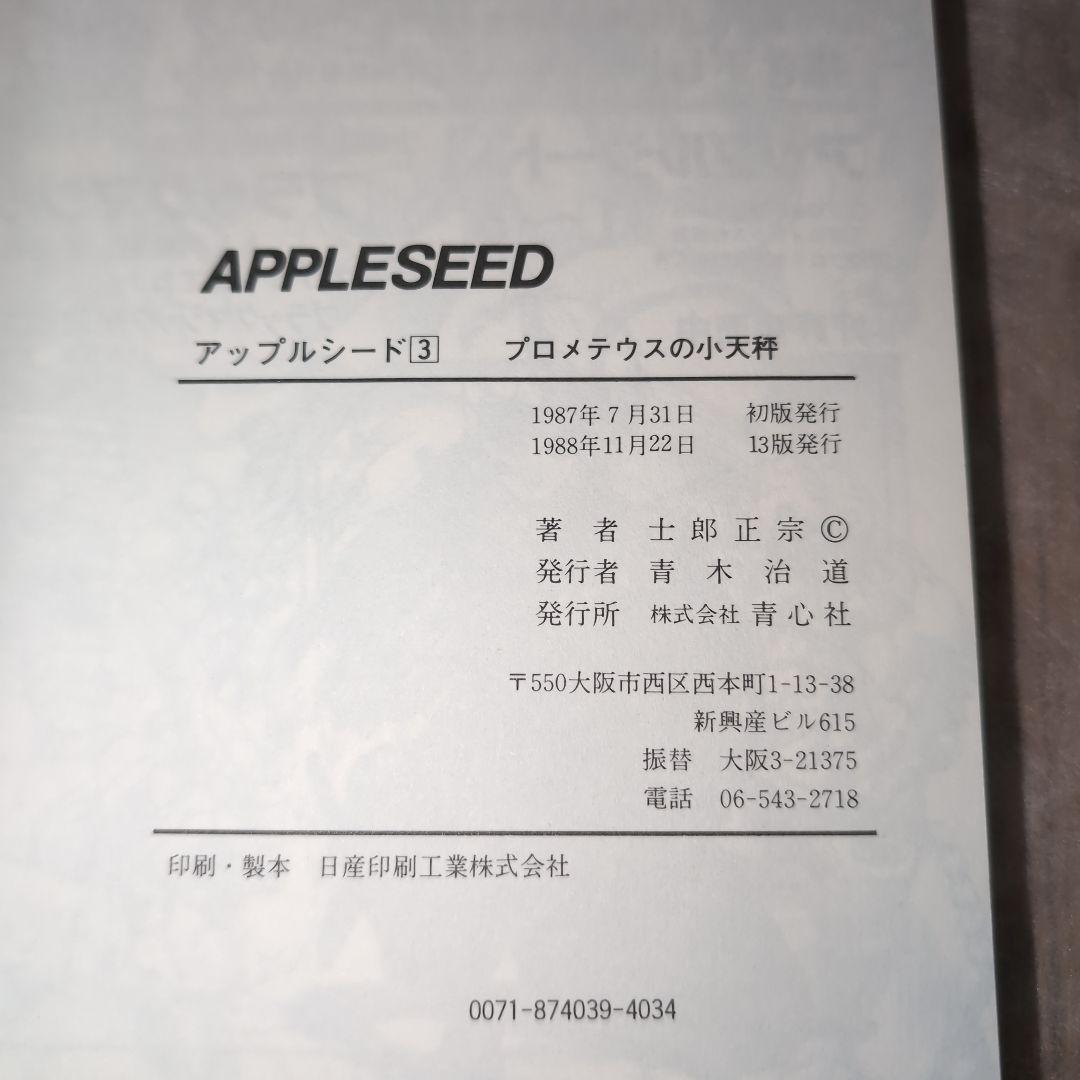 APPLESEED
アップルシード3 プロメテウスの小天秤
1987年7月31日 初版発行
1988年11月22日 13版発行
著者 士郎正宗 ©
発行者 青木治道
発行所 株式会社 青心社
〒550大阪市西区西本町1-13-38
新興産ビル615
振替 大阪3-21375
電話 06-543-2718
印刷・製本 日産印刷工業株式会社
0071-874039-4034